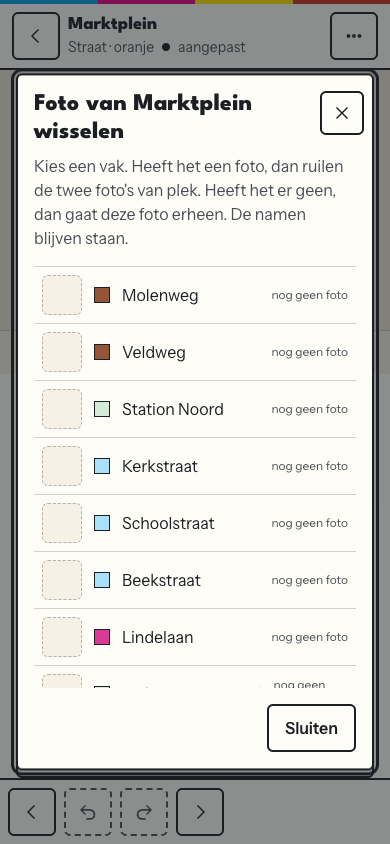 Marktplein
Straat · oranje ● aangepast
Foto van Marktplein
wisselen
Kies een vak. Heeft het een foto, dan ruilen
de twee foto's van plek. Heeft het er geen,
dan gaat deze foto erheen. De namen
blijven staan.
Molenweg nog geen foto
Veldweg nog geen foto
Station Noord nog geen foto
Kerkstraat nog geen foto
Schoolstraat nog geen foto
Beekstraat nog geen foto
Lindelaan nog geen foto
nog geen
Sluiten